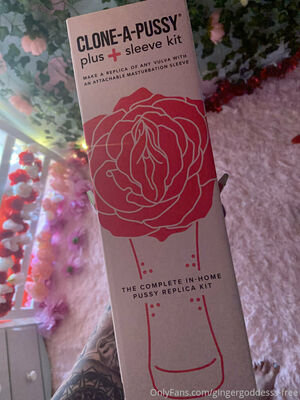 CLONE-A-PUSSY®
plus + sleeve kit
MAKE A REPLICA OF ANY VULVA WITH
AN ATTACHABLE MASTURBATION SLEEVE
THE COMPLETE IN-HOME
PUSSY REPLICA KIT
OnlyFans.com/gingergoddesss-free